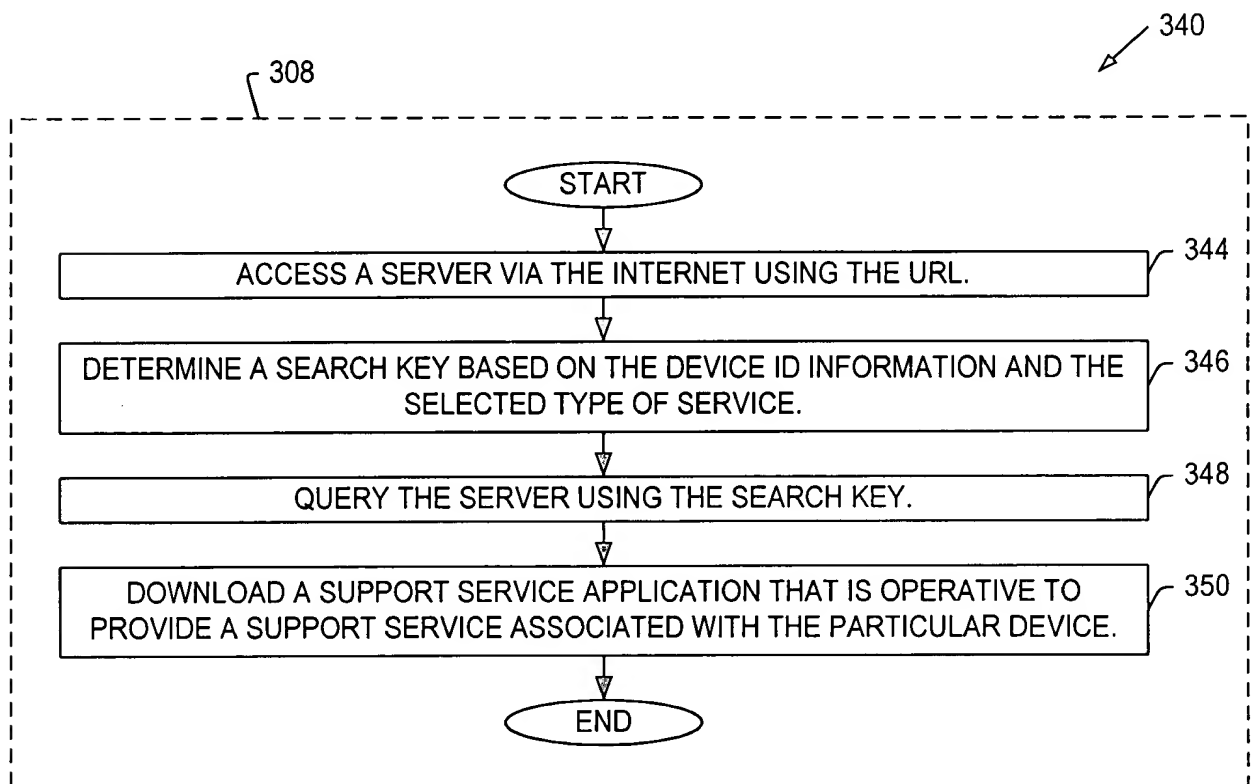 340
308
START
ACCESS A SERVER VIA THE INTERNET USING THE URL.
344
DETERMINE A SEARCH KEY BASED ON THE DEVICE ID INFORMATION AND THE
SELECTED TYPE OF SERVICE.
346
QUERY THE SERVER USING THE SEARCH KEY.
348
DOWNLOAD A SUPPORT SERVICE APPLICATION THAT IS OPERATIVE TO
PROVIDE A SUPPORT SERVICE ASSOCIATED WITH THE PARTICULAR DEVICE.
350
END